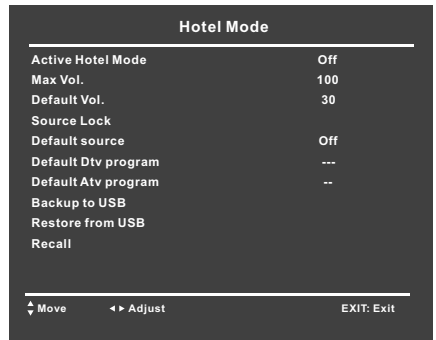 Hotel Mode
Active Hotel Mode Off
Max Vol. 100
Default Vol. 30
Source Lock
Default source Off
Default Dtv program ---
Default Atv program --
Backup to USB
Restore from USB
Recall
Move Adjust EXIT: Exit